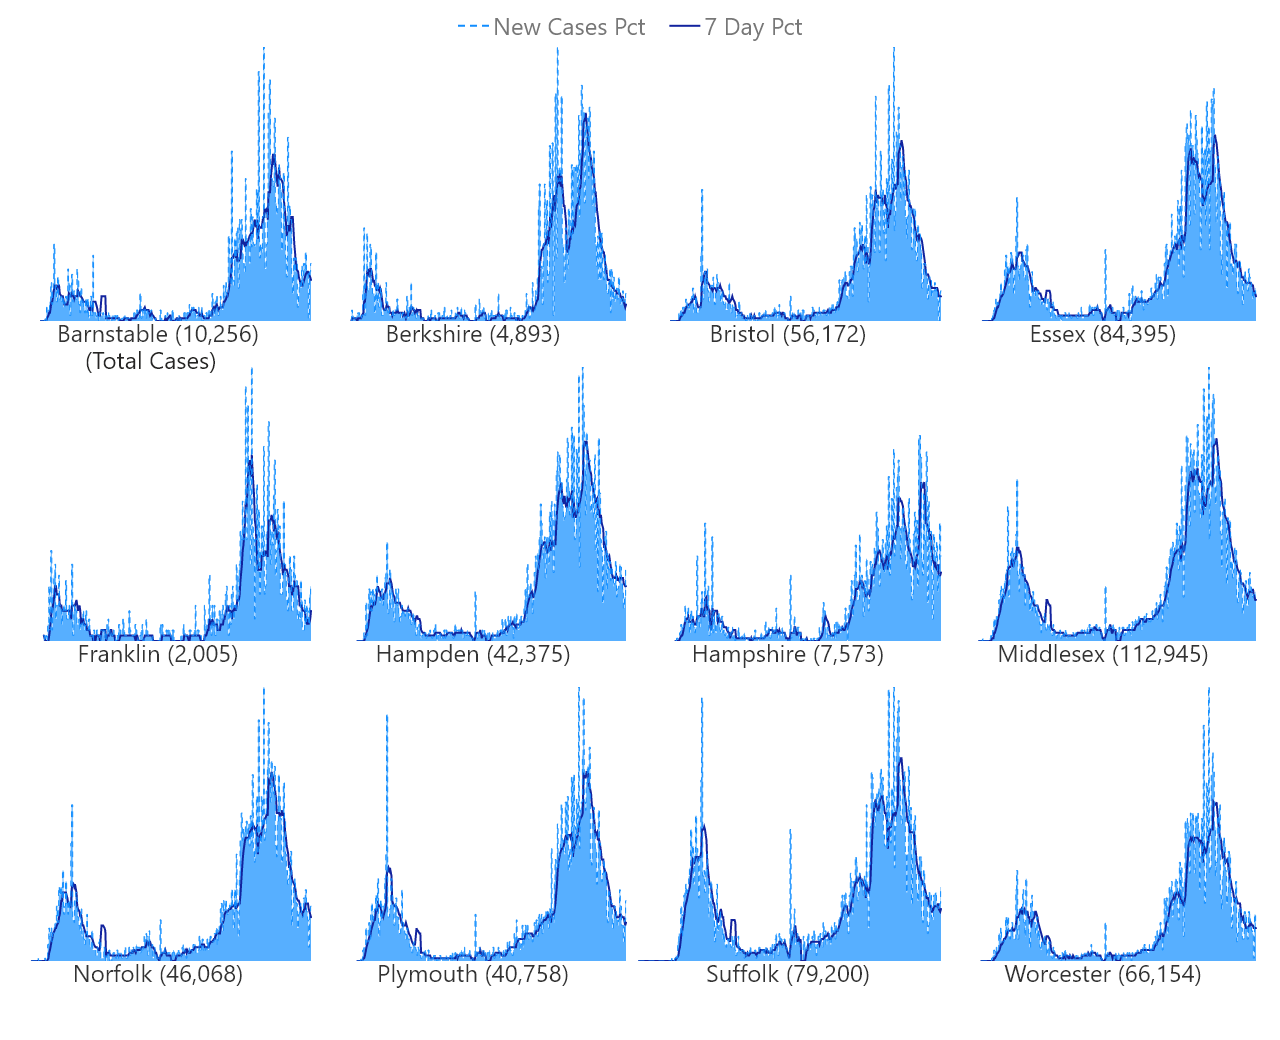 New Cases Pct 7 Day Pct
Barnstable (10,256)
(Total Cases)
Berkshire (4,893)
Bristol (56,172)
Essex (84,395)
Franklin (2,005)
Hampden (42,375)
Hampshire (7,573)
Middlesex (112,945)
Norfolk (46,068)
Plymouth (40,758)
Suffolk (79,200)
Worcester (66,154)